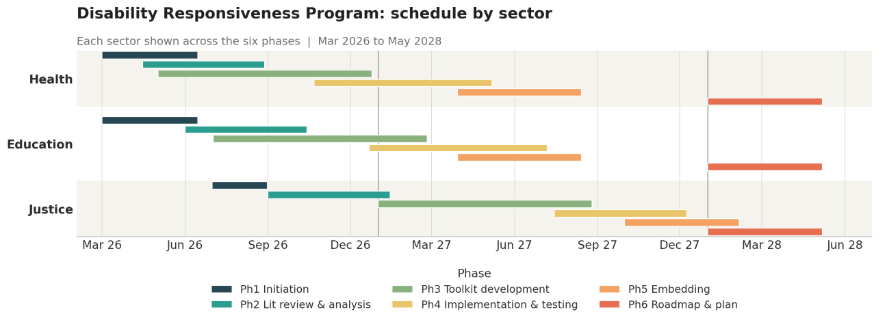 Disability Responsiveness Program: schedule by sector
Each sector shown across the six phases | Mar 2026 to May 2028
Health
Education
Justice
Mar 26 Jun 26 Sep 26 Dec 26 Mar 27 Jun 27 Sep 27 Dec 27 Mar 28 Jun 28
Phase
Ph1 Initiation Ph3 Toolkit development Ph5 Embedding
Ph2 Lit review & analysis Ph4 Implementation & testing Ph6 Roadmap & plan